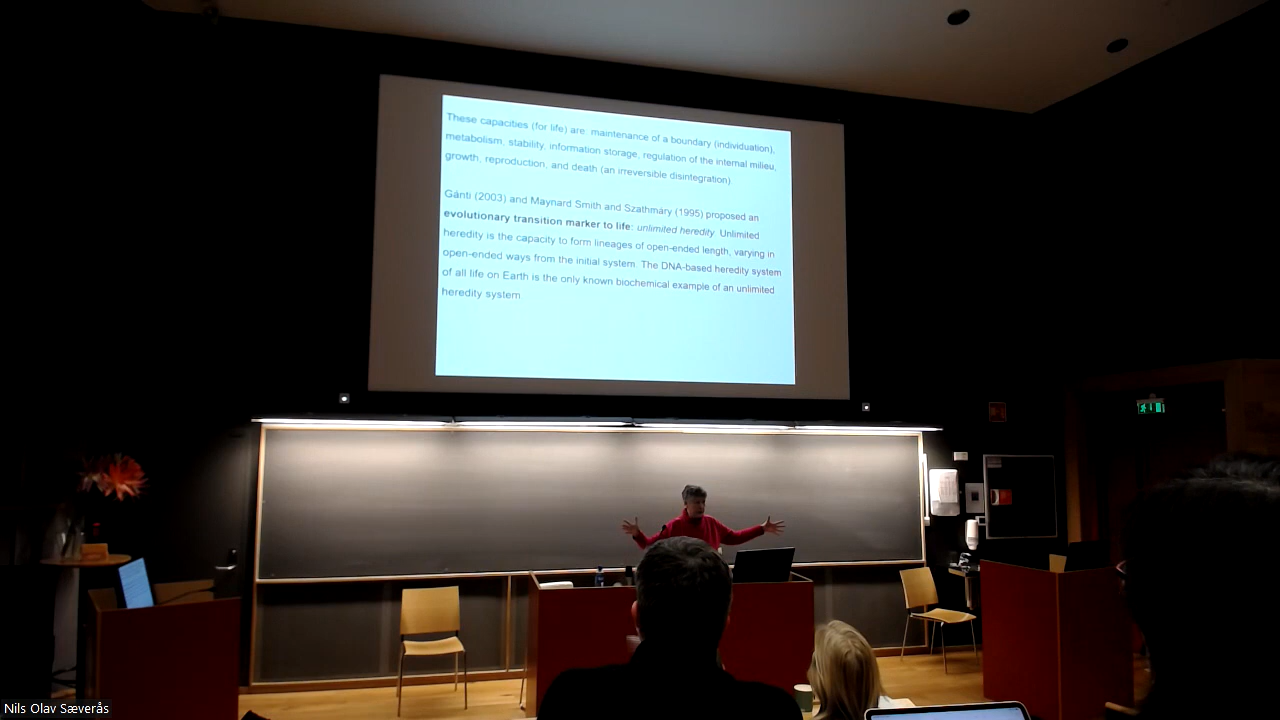 These capacities (for life) are: maintenance of a boundary (individuation),
metabolism, stability, information storage, regulation of the internal milieu,
growth, reproduction, and death (an irreversible disintegration).
Gánti (2003) and Maynard Smith and Szathmáry (1995) proposed an
evolutionary transition marker to life: unlimited heredity. Unlimited
heredity is the capacity to form lineages of open-ended length, varying in
open-ended ways from the initial system. The DNA-based heredity system
of all life on Earth is the only known biochemical example of an unlimited
heredity system
Nils Olav Sæverås